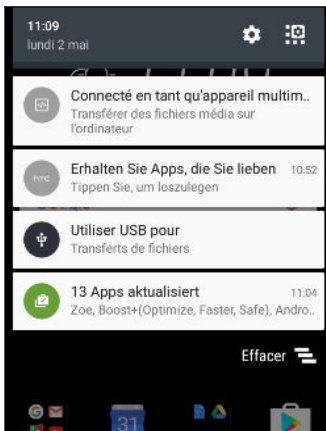 11:09
lundi 2 mai
Connecté en tant qu'appareil multim..
Transférer des fichiers média sur
l'ordinateur
hTC
Erhalten Sie Apps, die Sie lieben 10:52
Tippen Sie, um loszulegen
Utiliser USB pour
Transferts de fichiers
13 Apps aktualisiert 11:04
Zoe, Boost+(Optimize, Faster, Safe), Andro..
Effacer
31